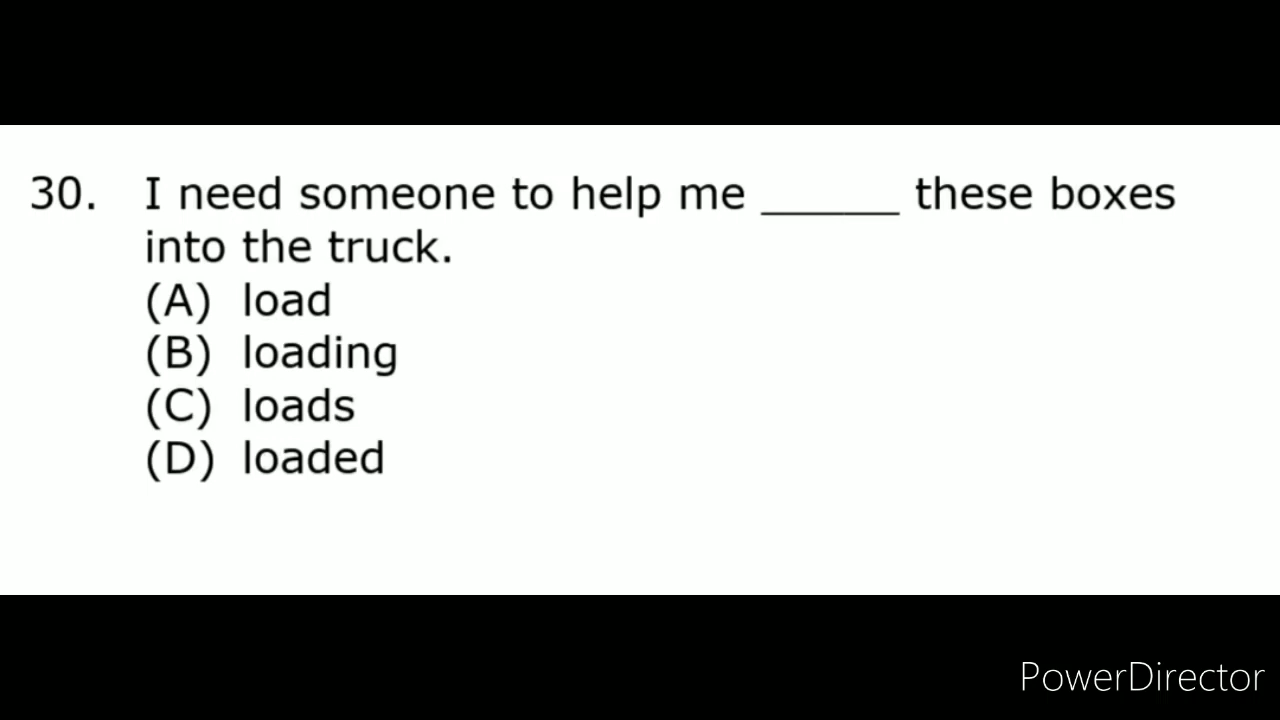 30. I need someone to help me ______ these boxes
into the truck.
(A) load
(B) loading
(C) loads
(D) loaded
PowerDirector